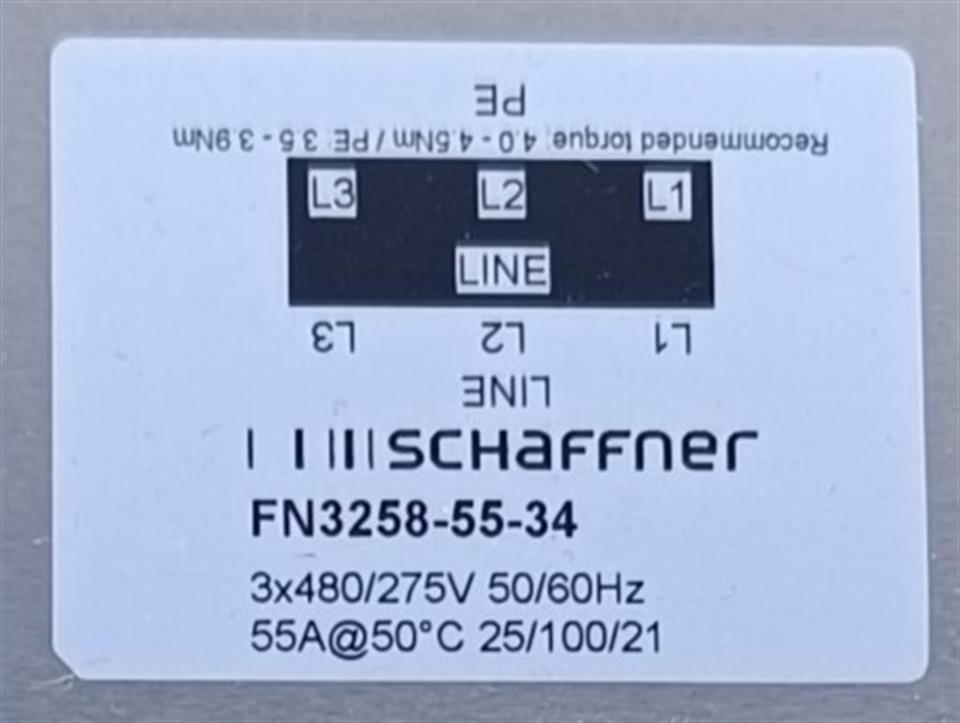 PE
Recommended torque; 4.0 - 4.5Nm / PE: 3.5 - 3.9Nm
L3 L2 L1
LINE
L3 L2 L1
LINE
SCHaFFner
FN3258-55-34
3x480/275V 50/60Hz
55A@50°C 25/100/21